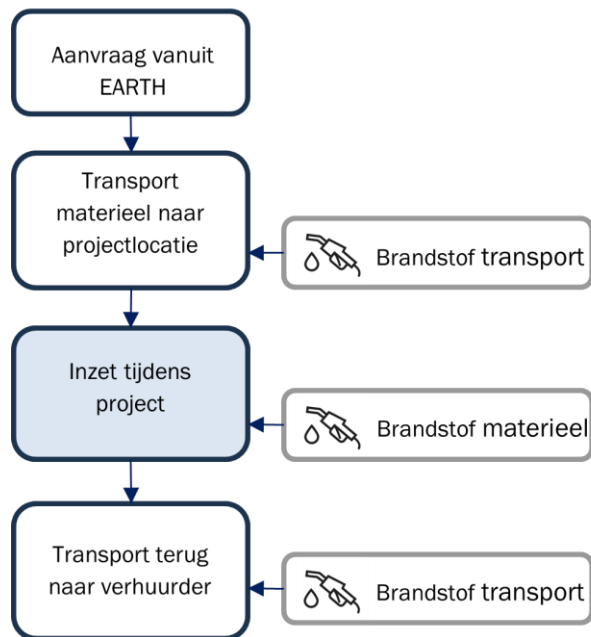 Aanvraag vanuit
EARTH
Transport
materieel naar
projectlocatie
Brandstof transport
Inzet tijdens
project
Brandstof materieel
Transport terug
naar verhuurder
Brandstof transport